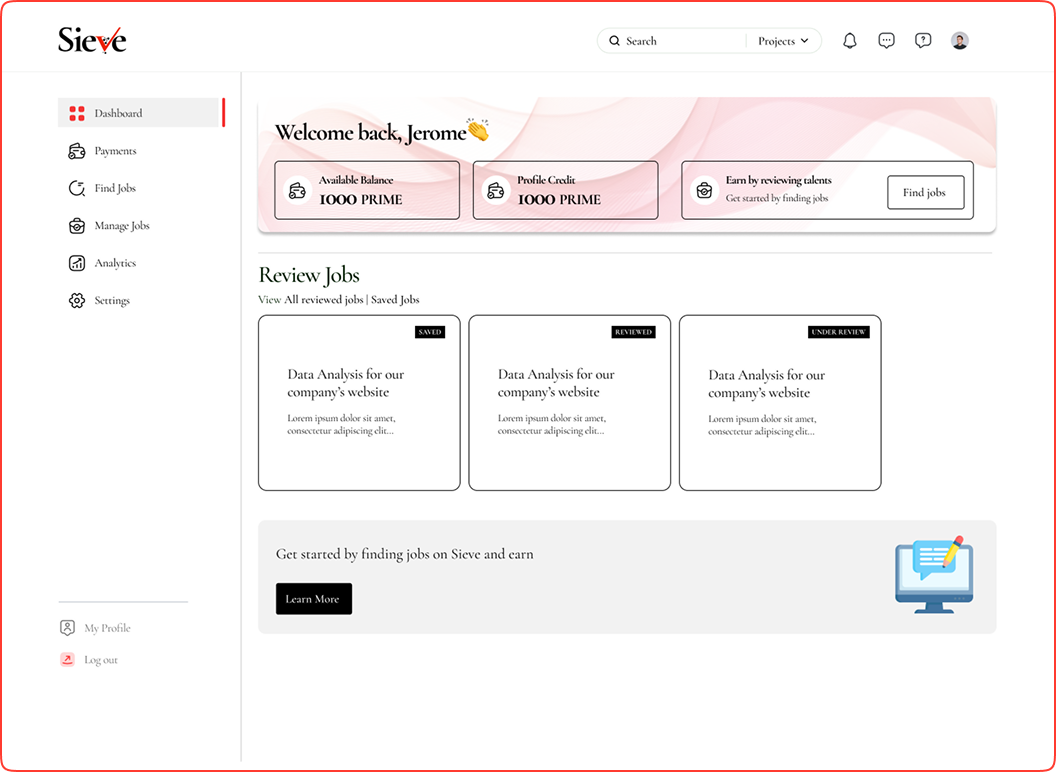 Sieve
Search
Projects
Dashboard
Payments
Find Jobs
Manage Jobs
Analytics
Settings
My Profile
Log out
Welcome back, Jerome
Available Balance
1000 PRIME
Profile Credit
1000 PRIME
Earn by reviewing talents
Get started by finding jobs
Find jobs
Review Jobs
View All reviewed jobs | Saved Jobs
SAVED
Data Analysis for our
company’s website
Lorem ipsum dolor sit amet,
consectetur adipiscing elit...
REVIEWED
Data Analysis for our
company’s website
Lorem ipsum dolor sit amet,
consectetur adipiscing elit...
UNDER REVIEW
Data Analysis for our
company’s website
Lorem ipsum dolor sit amet,
consectetur adipiscing elit...
Get started by finding jobs on Sieve and earn
Learn More